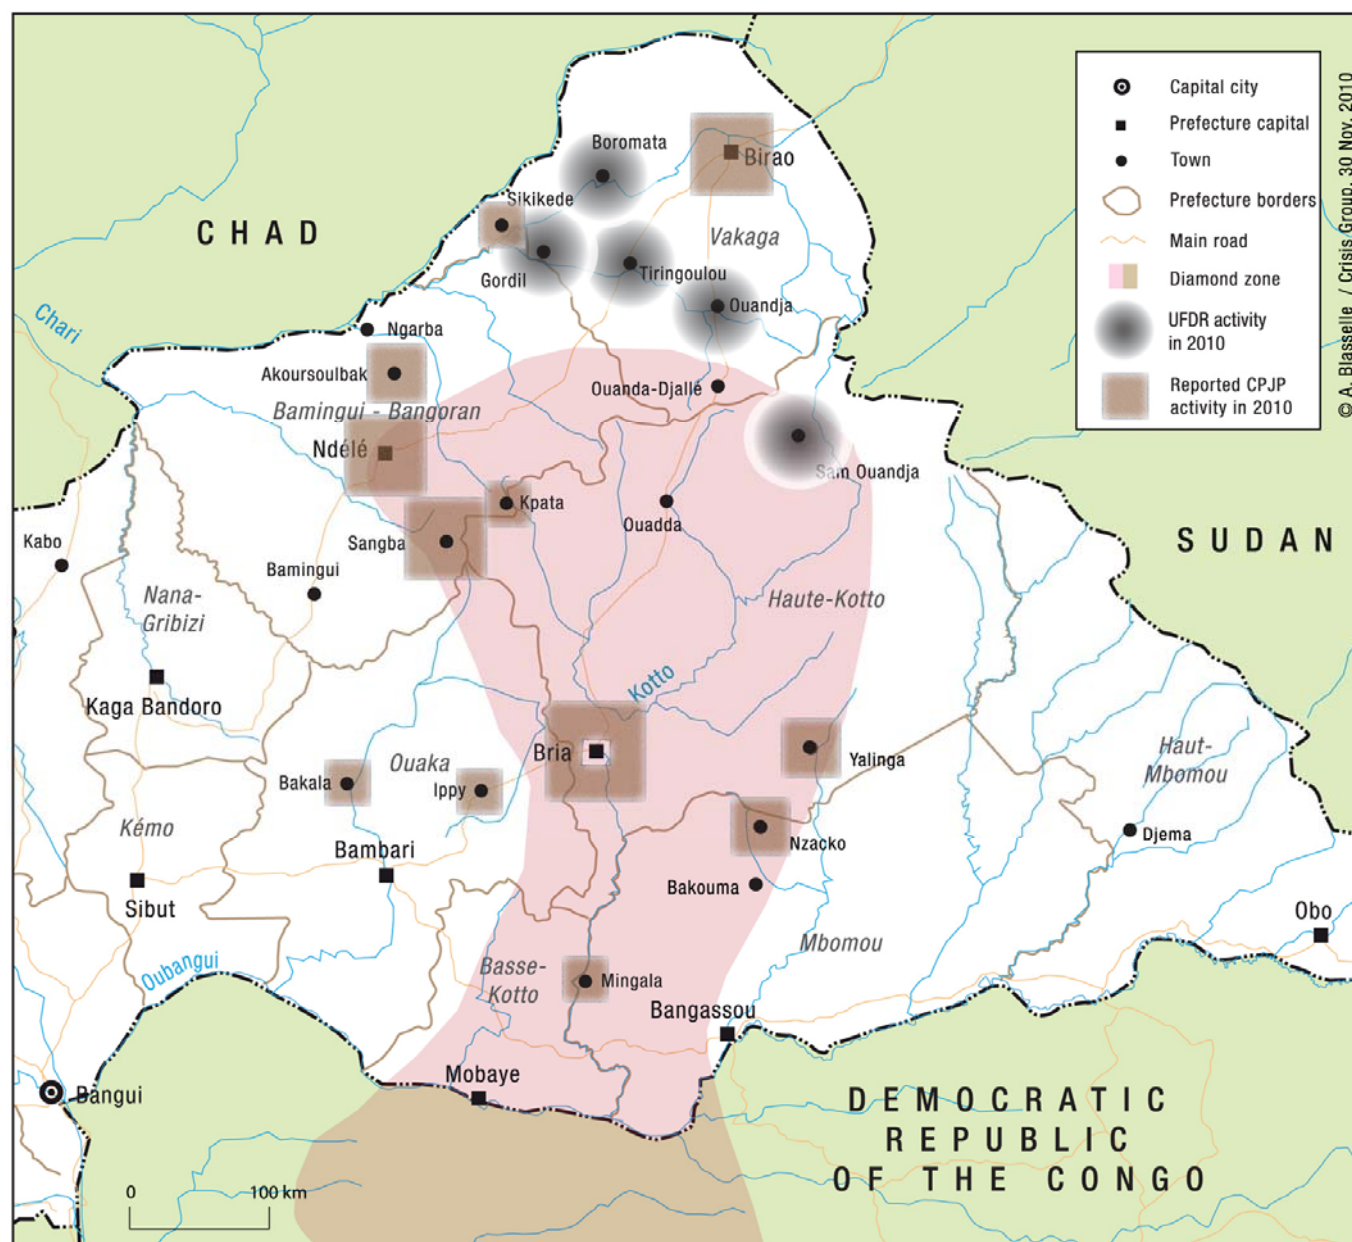 Capital city
Prefecture capital
Town
Prefecture borders
Main road
Diamond zone
UFDR activity
in 2010
Reported CPJP
activity in 2010
© A. Blasselle / Crisis Group, 30 Nov. 2010
CHAD
SUDAN
DEMOCRATIC
REPUBLIC
OF THE CONGO
Boromata
Birao
Sikikede
Vakaga
Gordil
Tiringoulou
Ouandja
Chari
Ngarba
Akoursoulbak
Ouanda-Djallé
Bamingui - Bangoran
Ndélé
Sam Ouandja
Kpata
Ouadda
Kabo
Sangba
Bamingui
Nana-
Gribizi
Haute-Kotto
Kotto
Kaga Bandoro
Bria
Yalinga
Haut-
Mbomou
Ouaka
Bakala
Ippy
Kémo
Nzacko
Djema
Bambari
Bakouma
Sibut
Obo
Mbomou
Oubangui
Basse-
Kotto
Mingala
Bangassou
Mobaye
Bangui
0
100 km